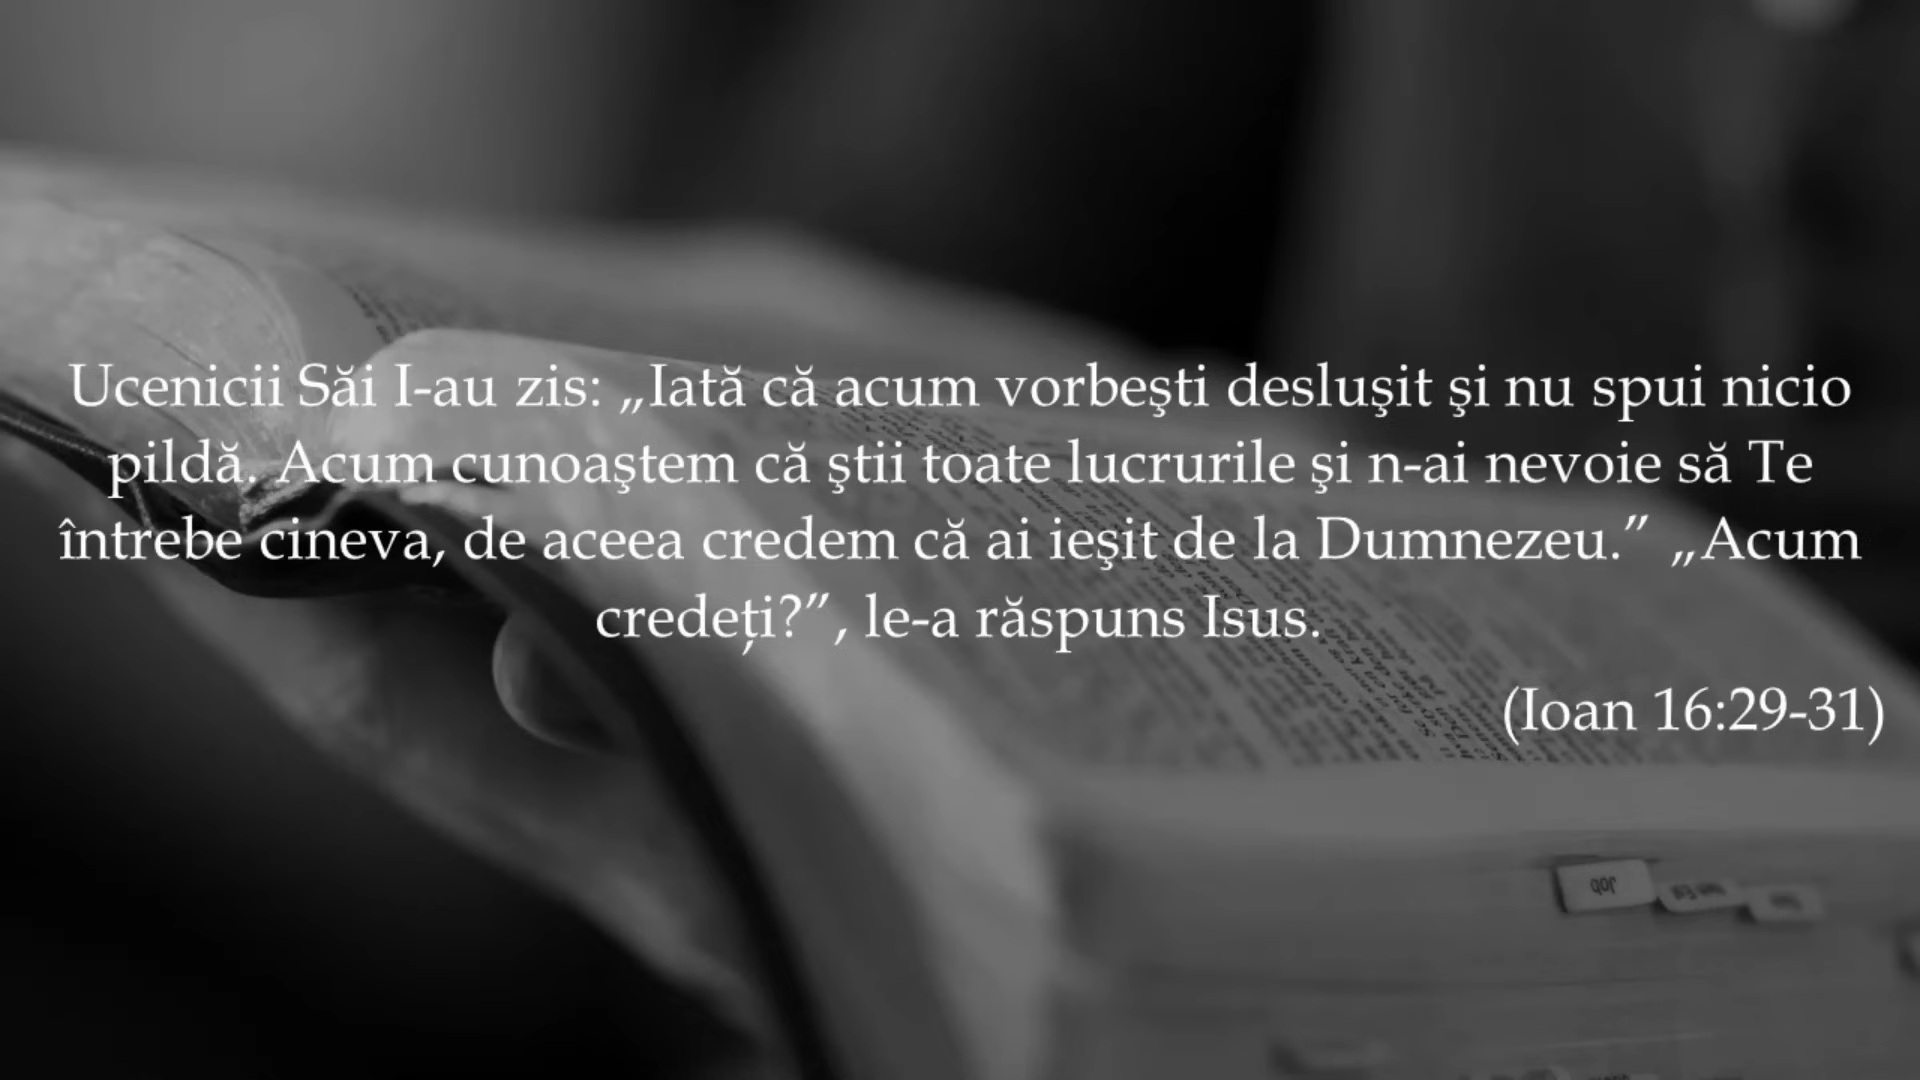 Ucenicii Săi I-au zis: „Iată că acum vorbeşti desluşit şi nu spui nicio
pildă. Acum cunoaştem că ştii toate lucrurile şi n-ai nevoie să Te
întrebe cineva, de aceea credem că ai ieşit de la Dumnezeu.” „Acum
credeţi?”, le-a răspuns Isus.
(Ioan 16:29-31)
Job